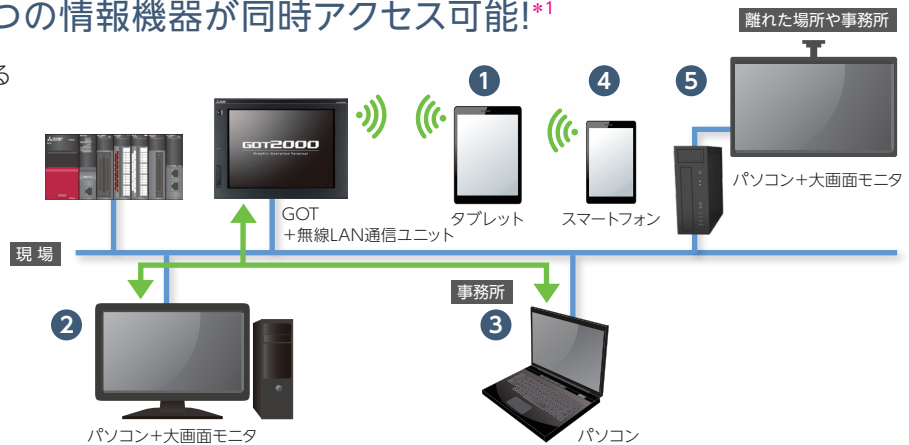 つの情報機器が同時アクセス可能!*1
る
離れた場所や事務所
1
4
5
GOT2000
Graphic Operation Terminal
GOT
+無線LAN通信ユニット
タブレット
スマートフォン
パソコン+大画面モニタ
現場
事務所
2
3
パソコン+大画面モニタ
パソコン